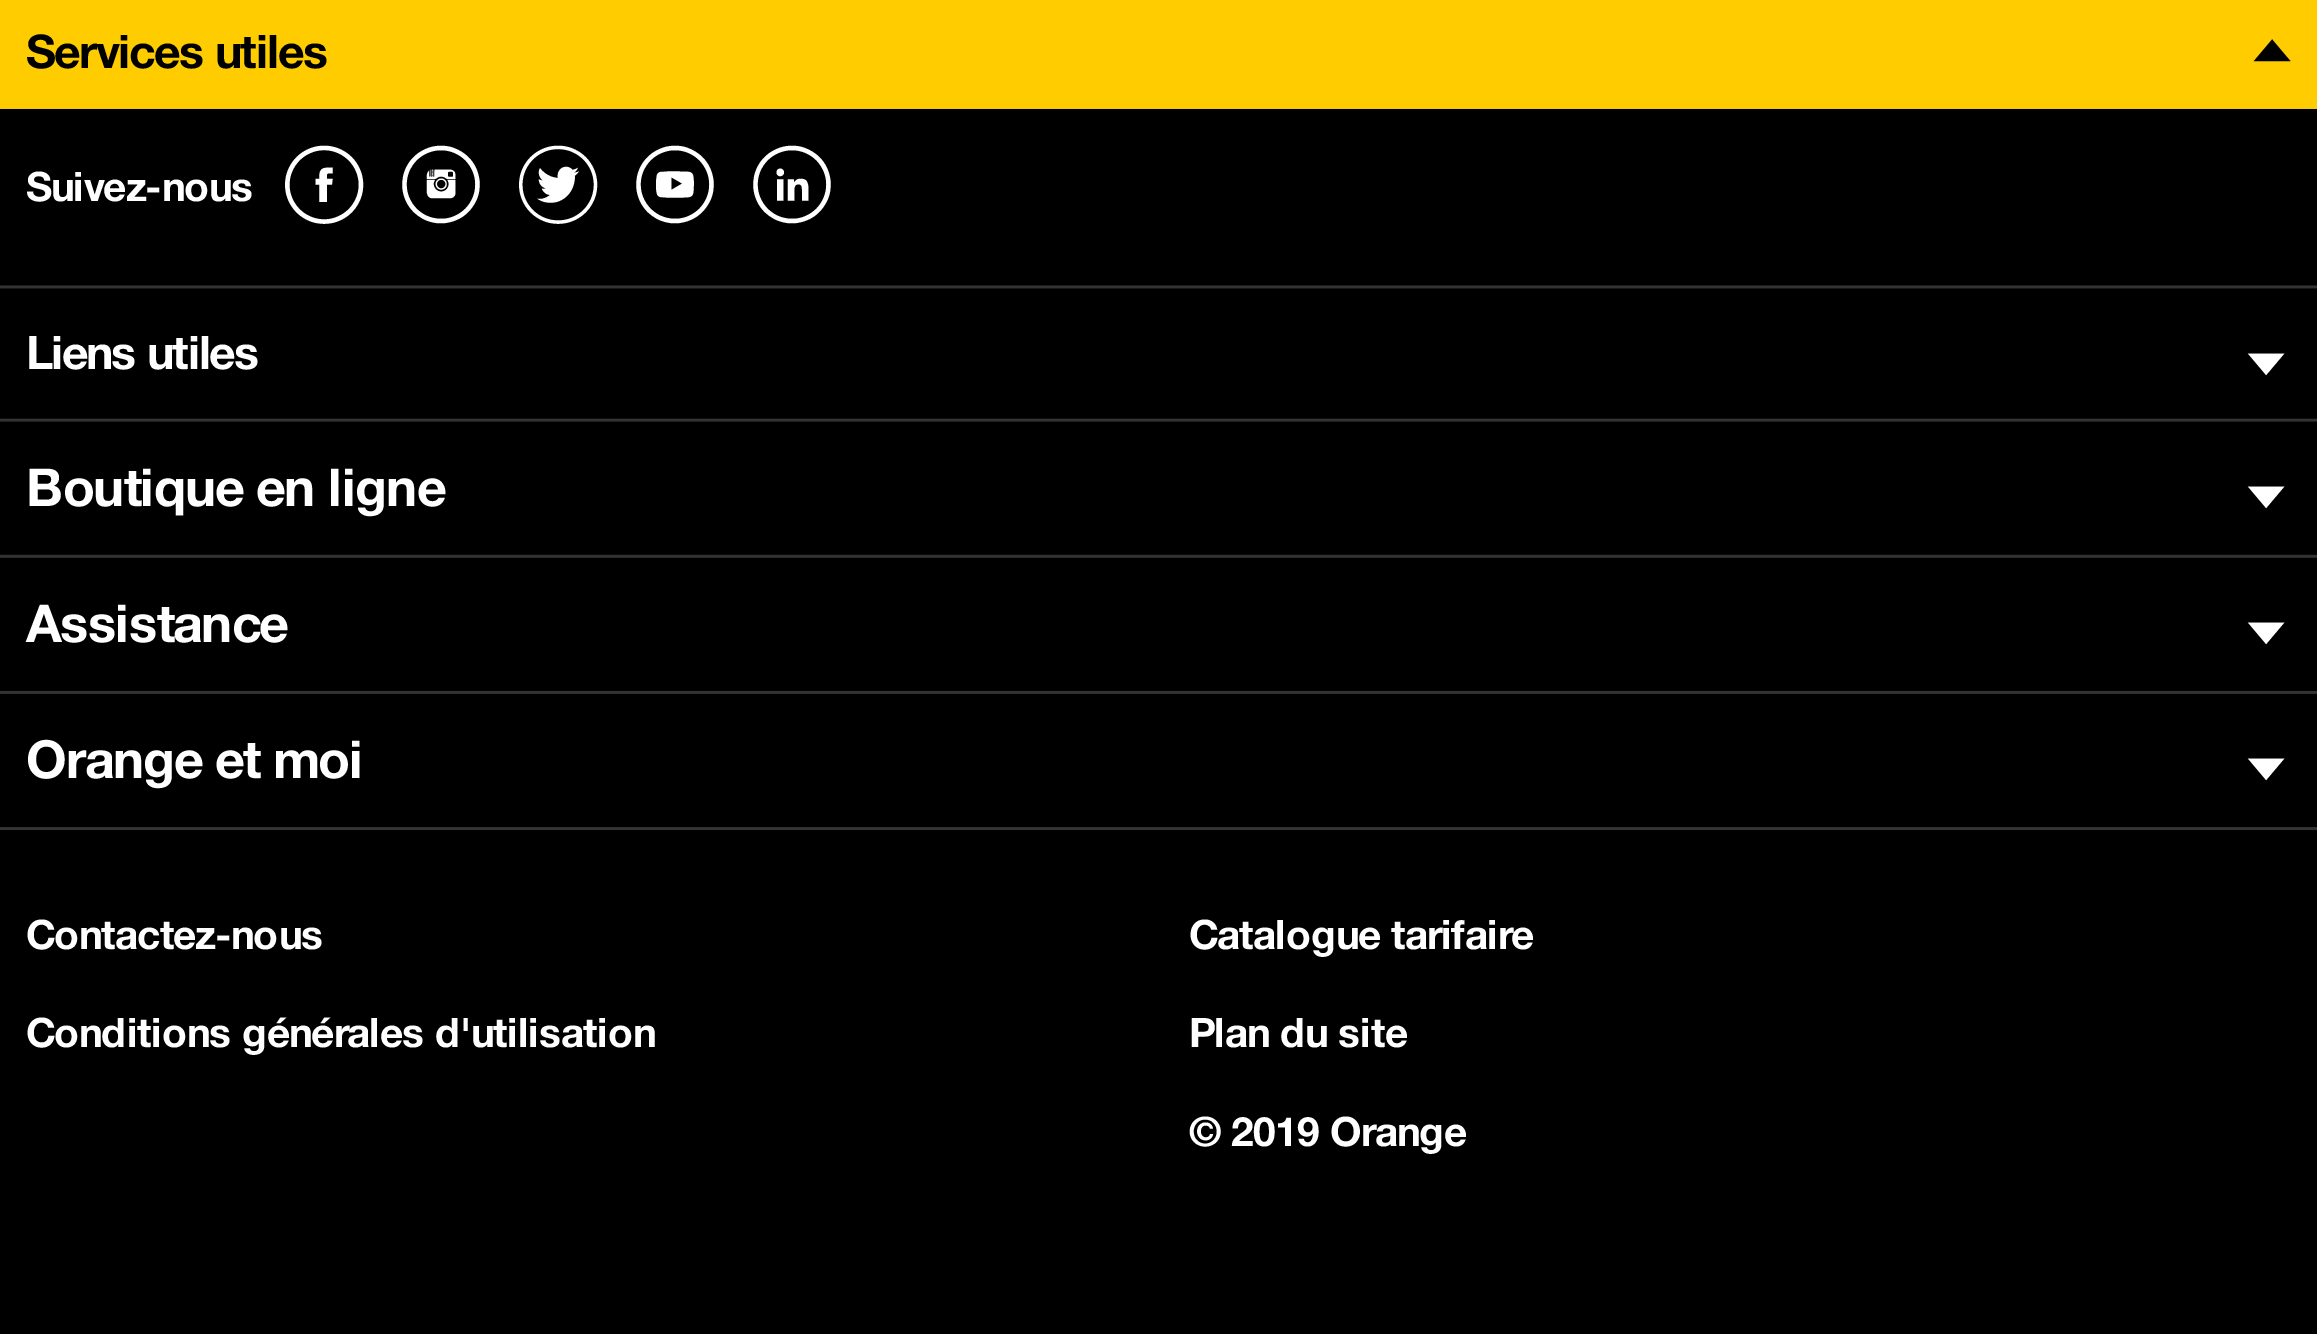 Services utiles
Suivez-nous
Liens utiles
Boutique en ligne
Assistance
Orange et moi
Contactez-nous
Catalogue tarifaire
Conditions générales d'utilisation
Plan du site
© 2019 Orange